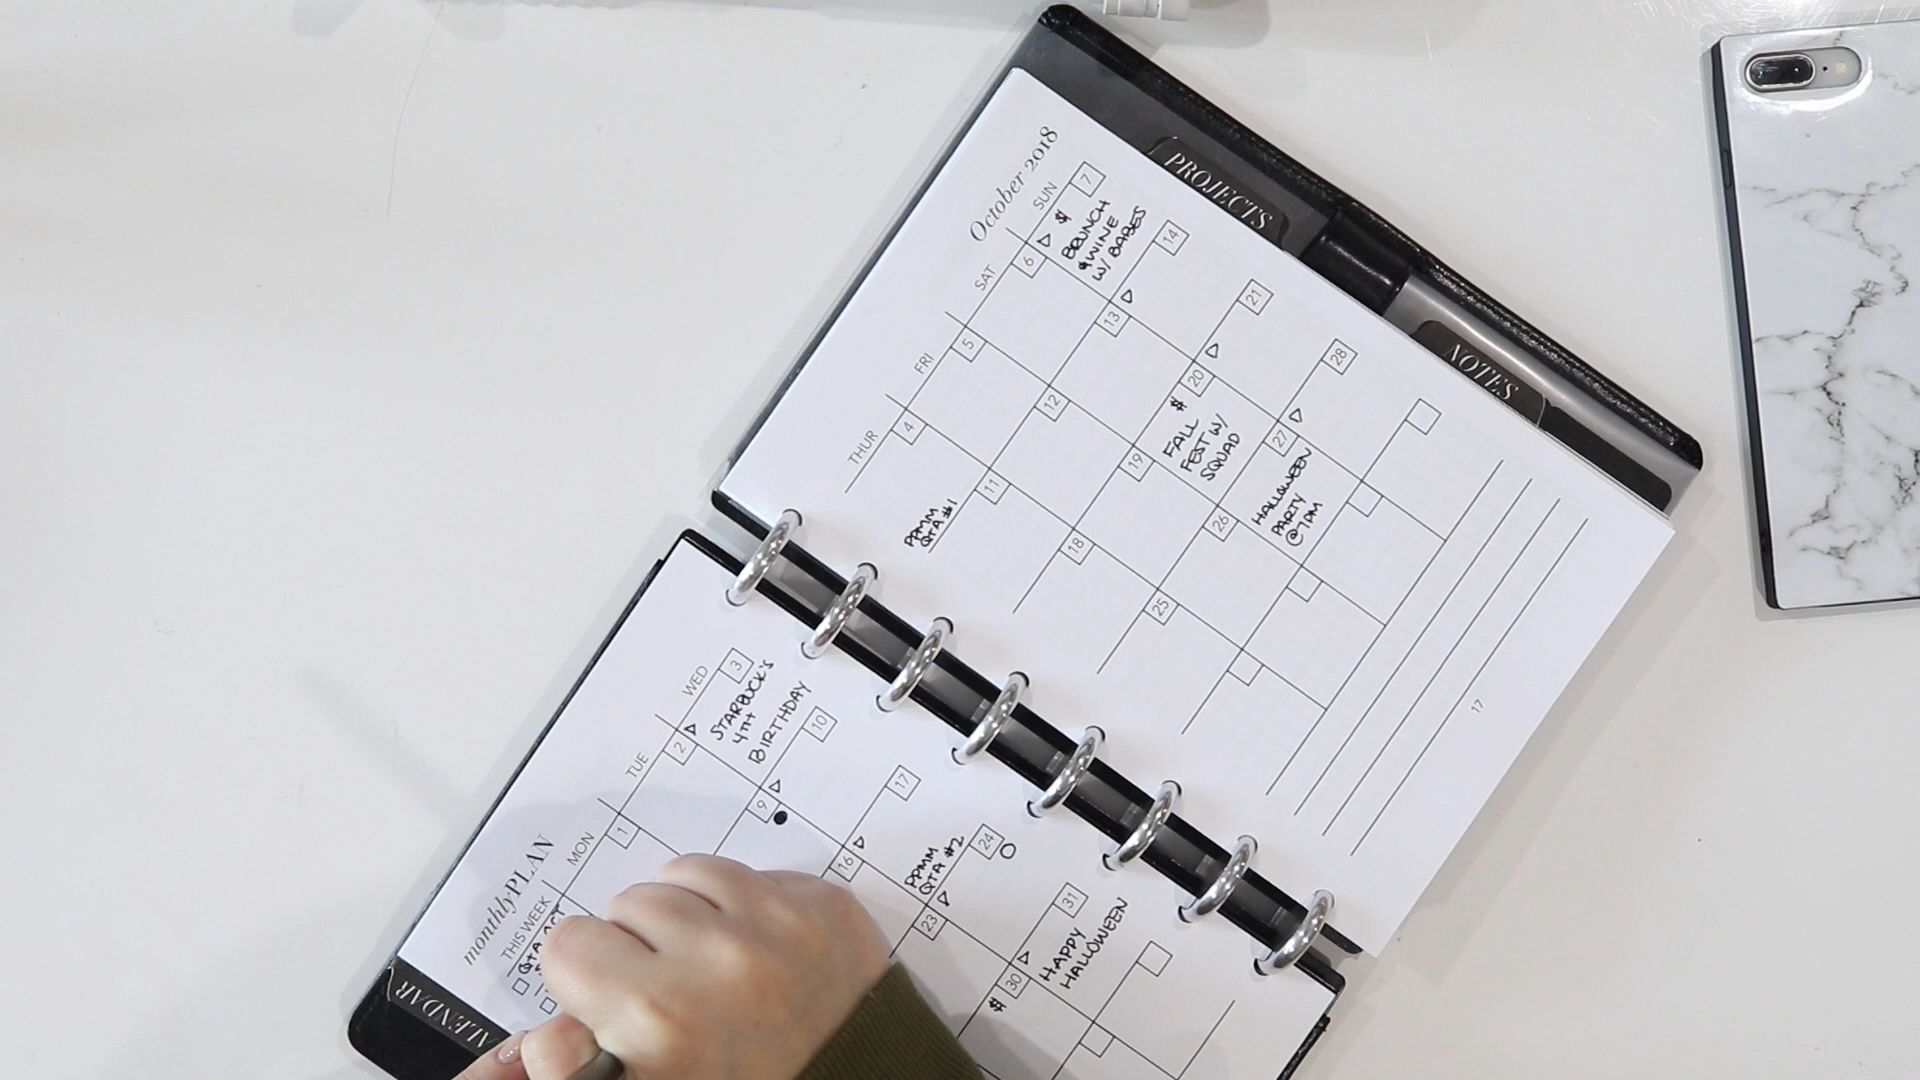 monthlyPLAN
THIS WEEK
MON
TUE
WED
1
2
3
STARBUCK'S
4TH
BIRTHDAY
9
10
16
17
PPMM
QTA #2
23
24
30
$
31
HAPPY
HALLOWEEN
October 2018
THUR
FRI
SAT
SUN
4
5
6
7
$
BRUNCH
& WINE
W/ BABES
PPMM
QTA #1
11
12
13
14
18
19
20
$
FALL
FEST W/
SQUAD
21
25
26
27
HALLOWEEN
PARTY
@ 7PM
28
17
PROJECTS
NOTES